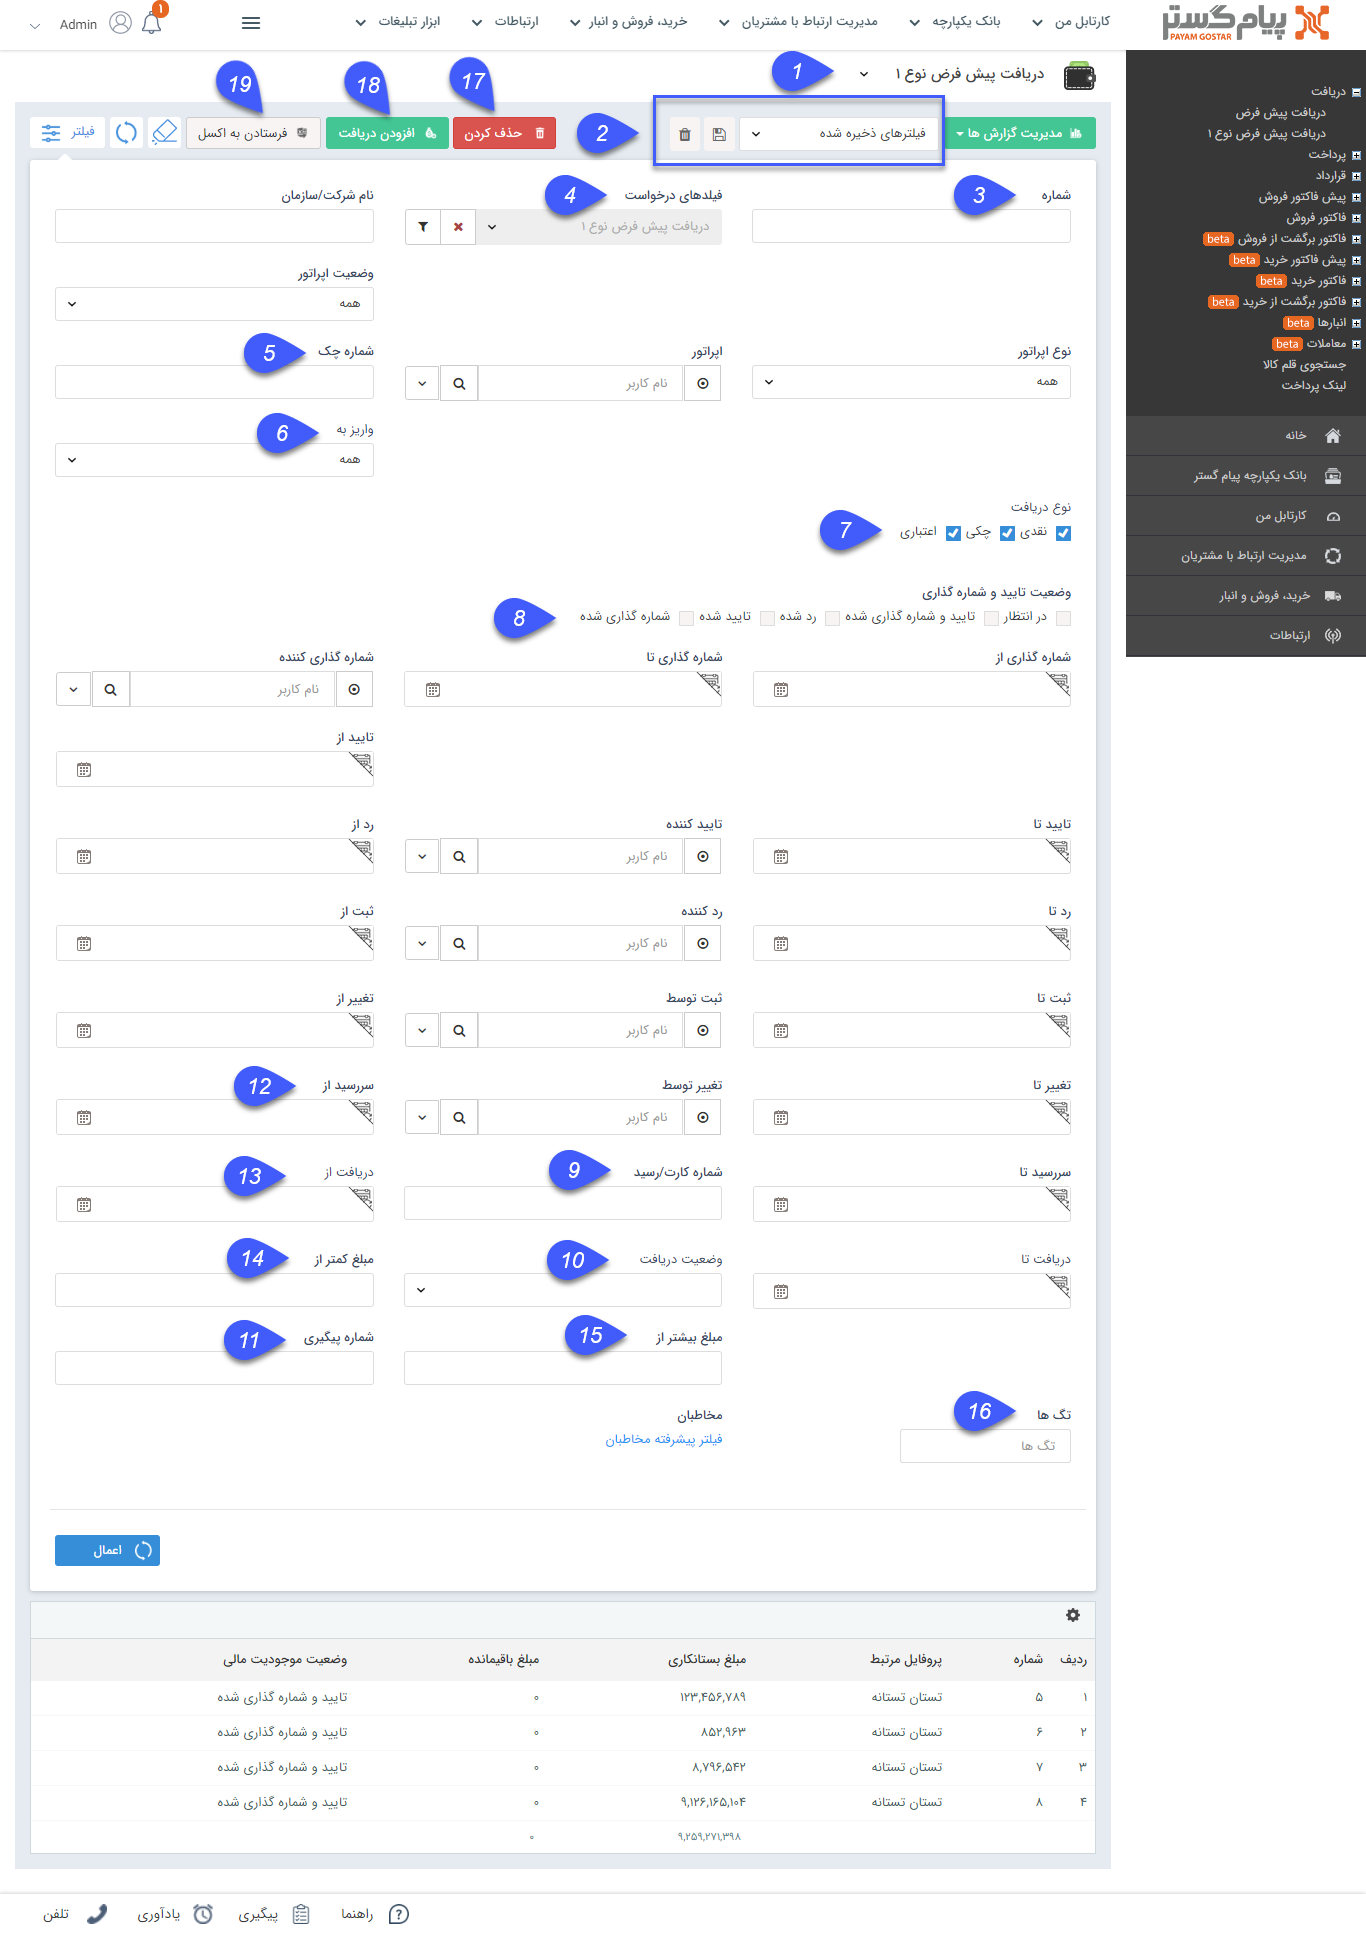 پیام‌گستر
PAYAM GOSTAR
کارتابل من
بانک یکپارچه
مدیریت ارتباط با مشتریان
خرید، فروش و انبار
ارتباطات
ابزار تبلیغات
۱
Admin
دریافت
دریافت پیش فرض
دریافت پیش فرض نوع ۱
پرداخت
قرارداد
پیش فاکتور فروش
فاکتور فروش
فاکتور برگشت از فروش beta
پیش فاکتور خرید beta
فاکتور خرید beta
فاکتور برگشت از خرید beta
انبارها beta
معاملات beta
جستجوی قلم کالا
لینک پرداخت
خانه
بانک یکپارچه پیام گستر
کارتابل من
مدیریت ارتباط با مشتریان
خرید، فروش و انبار
ارتباطات
دریافت پیش فرض نوع ۱
1
17
18
19
مدیریت گزارش ها
فیلترهای ذخیره شده
2
حذف کردن
افزودن دریافت
فرستادن به اکسل
فیلتر
شماره
3
فیلدهای درخواست
4
نام شرکت/سازمان
دریافت پیش فرض نوع ۱
وضعیت اپراتور
همه
نوع اپراتور
اپراتور
شماره چک
5
همه
نام کاربر
واریز به
6
همه
نوع دریافت
نقدی
چکی
اعتباری
7
وضعیت تایید و شماره گذاری
در انتظار
تایید و شماره گذاری شده
رد شده
تایید شده
شماره گذاری شده
8
شماره گذاری از
شماره گذاری تا
شماره گذاری کننده
نام کاربر
تایید از
تایید تا
تایید کننده
رد از
نام کاربر
رد تا
رد کننده
ثبت از
نام کاربر
ثبت تا
ثبت توسط
تغییر از
نام کاربر
تغییر تا
تغییر توسط
سررسید از
12
نام کاربر
سررسید تا
شماره کارت/رسید
9
دریافت از
13
دریافت تا
وضعیت دریافت
10
مبلغ کمتر از
14
مبلغ بیشتر از
15
شماره پیگیری
11
تگ ها
16
مخاطبان
تگ ها
فیلتر پیشرفته مخاطبان
اعمال
ردیف شماره پروفایل مرتبط مبلغ بستانکاری مبلغ باقیمانده وضعیت موجودیت مالی
۱ ۵ تستان تستانه ۱۲۳,۴۵۶,۷۸۹ ۰ تایید و شماره گذاری شده
۲ ۶ تستان تستانه ۸۵۲,۹۶۳ ۰ تایید و شماره گذاری شده
۳ ۷ تستان تستانه ۸,۷۹۶,۵۴۲ ۰ تایید و شماره گذاری شده
۴ ۸ تستان تستانه ۹,۱۲۶,۱۶۵,۱۰۴ ۰ تایید و شماره گذاری شده
۹,۲۵۹,۲۷۱,۳۹۸ ۰
راهنما
پیگیری
یادآوری
تلفن